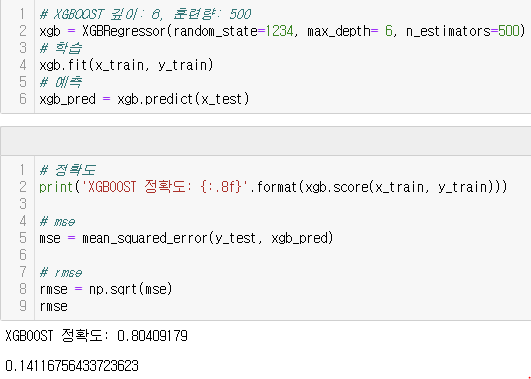 1 # XGBOOST 깊이: 6, 훈련량: 500
2 xgb = XGBRegressor(random_state=1234, max_depth= 6, n_estimators=500)
3 # 학습
4 xgb.fit(x_train, y_train)
5 # 예측
6 xgb_pred = xgb.predict(x_test)
1 # 정확도
2 print('XGBOOST 정확도: {:.8f}'.format(xgb.score(x_train, y_train)))
3
4 # mse
5 mse = mean_squared_error(y_test, xgb_pred)
6
7 # rmse
8 rmse = np.sqrt(mse)
9 rmse
XGBOOST 정확도: 0.80409179
0.14116756433723623